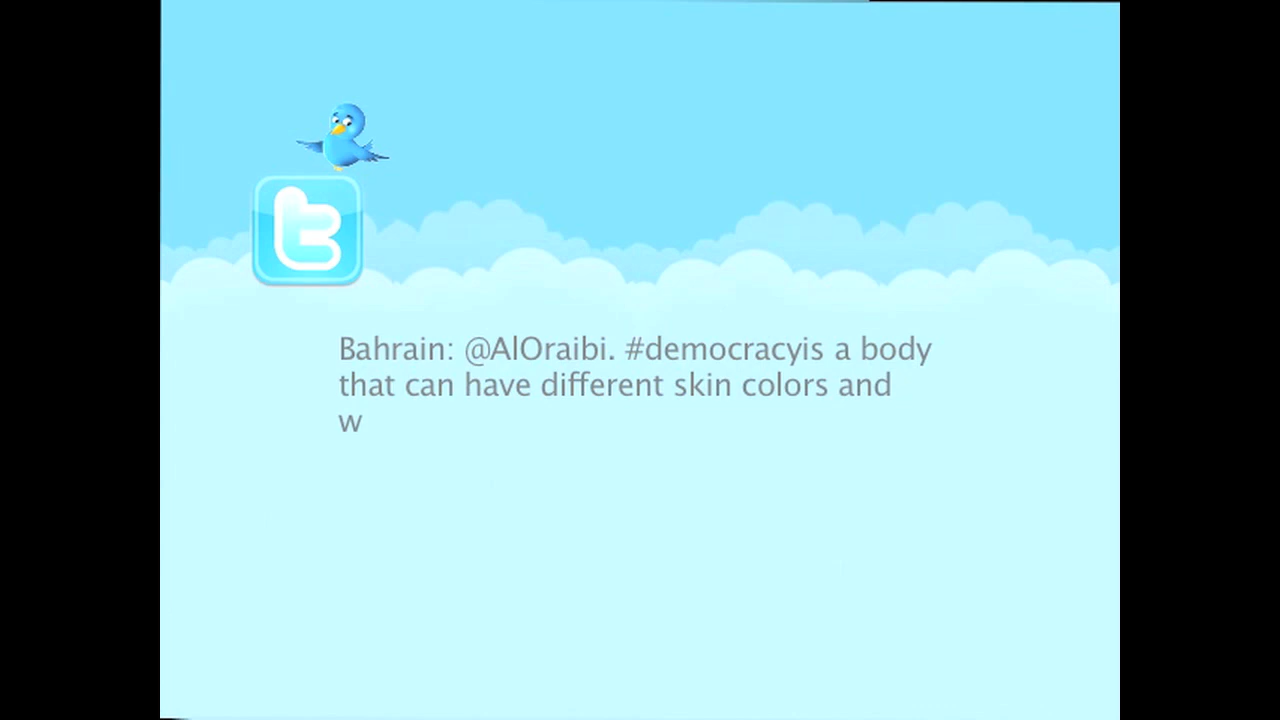 t
Bahrain: @AlOraibi. #democracyis a body
that can have different skin colors and
w